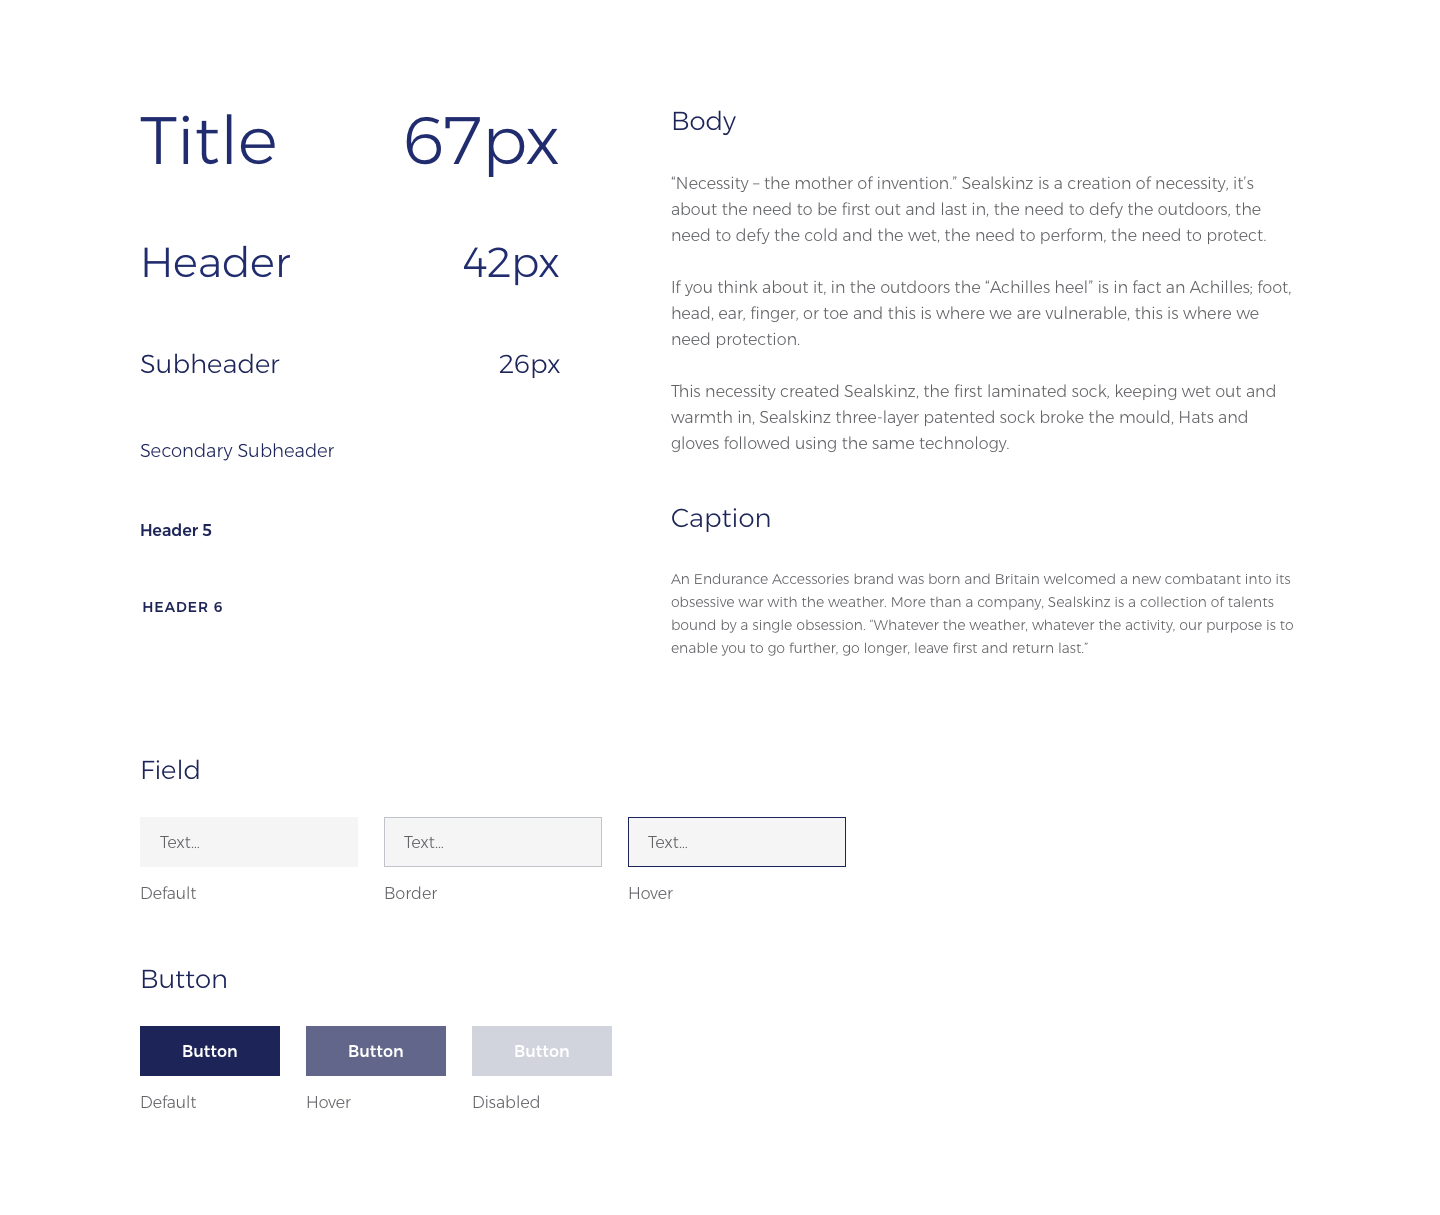 Title 67px
Header 42px
Subheader 26px
Secondary Subheader
Header 5
HEADER 6
Body
“Necessity – the mother of invention.” Sealskinz is a creation of necessity, it’s
about the need to be first out and last in, the need to defy the outdoors, the
need to defy the cold and the wet, the need to perform, the need to protect.
If you think about it, in the outdoors the “Achilles heel” is in fact an Achilles; foot,
head, ear, finger, or toe and this is where we are vulnerable, this is where we
need protection.
This necessity created Sealskinz, the first laminated sock, keeping wet out and
warmth in, Sealskinz three-layer patented sock broke the mould, Hats and
gloves followed using the same technology.
Caption
An Endurance Accessories brand was born and Britain welcomed a new combatant into its
obsessive war with the weather. More than a company, Sealskinz is a collection of talents
bound by a single obsession. “Whatever the weather, whatever the activity, our purpose is to
enable you to go further, go longer, leave first and return last.”
Field
Text... Text... Text...
Default Border Hover
Button
Button Button Button
Default Hover Disabled